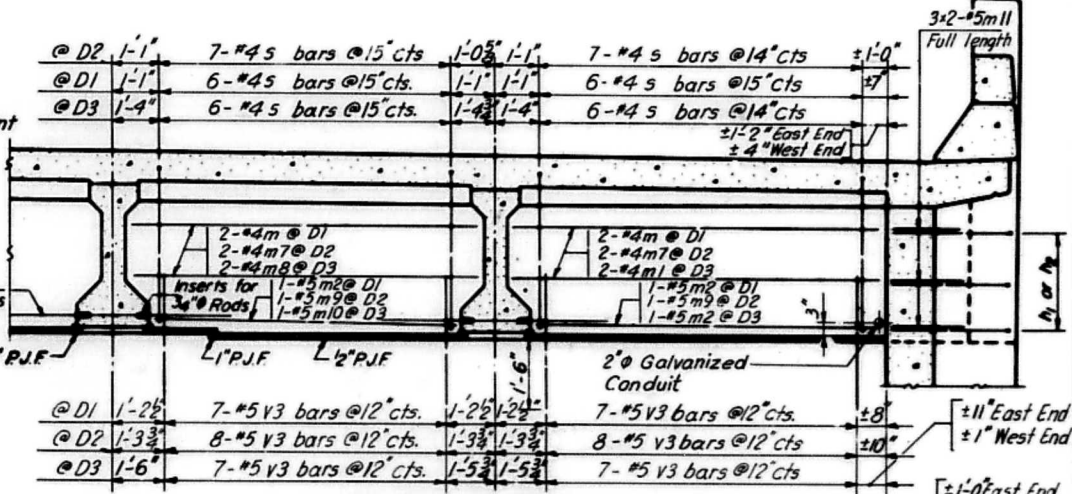 3x2-#5m11
Full length
@ D2 1'-1" 7-#4 s bars @15"cts 1'-0 5/8" 1'-1" 7-#4 s bars @14"cts ±1'-0"
@ D1 1'-1" 6-#4 s bars @15"cts. 1'-1" 1'-1" 6-#4 s bars @15"cts ±7"
@ D3 1'-4" 6-#4 s bars @15"cts. 1'-4 3/4" 1'-4" 6-#4 s bars @14"cts
±1'-2" East End
± 4" West End
2-#4m @ D1
2-#4m7@ D2
2-#4m8@ D3
2-#4m @ D1
2-#4m7@ D2
2-#4m1@ D3
Inserts for
3/4"φ Rods
1-#5m2@ D1
1-#5m9@ D2
1-#5m10@ D3
1-#5m2@ D1
1-#5m9@ D2
1-#5m2@ D3
3"
h1 or h2
P.J.F.
1"P.J.F.
1/2"P.J.F.
1'-6"
2"φ Galvanized
Conduit
@ D1 1'-2 1/2" 7-#5 v3 bars @12"cts. 1'-2 1/2" 1'-2 1/2" 7-#5 v3 bars @12"cts. ±8"
@ D2 1'-3 3/4" 8-#5 v3 bars @12"cts. 1'-3 3/4" 1'-3 3/4" 8-#5 v3 bars @12"cts ±10"
@ D3 1'-6" 7-#5 v3 bars @12"cts. 1'-5 3/4" 1'-5 3/4" 7-#5 v3 bars @12"cts
±11"East End
±1" West End
±1'-0"East End